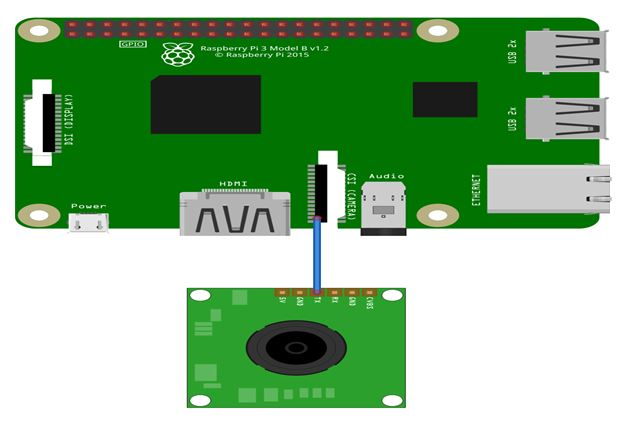 GPIO
Raspberry Pi 3 Model B v1.2
© Raspberry Pi 2015
USB 2x
DSI (DISPLAY)
USB 2x
HDMI
CSI (CAMERA)
Audio
ETHERNET
Power
5V GND TX RX GND CVBS